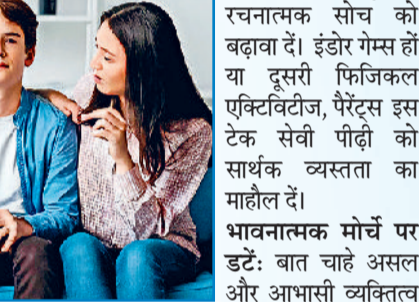 रचनात्मक सोच को
बढ़ावा दें। इंडोर गेम्स हों
या दूसरी फिजिकल
एक्टिविटीज, पैरेंट्स इस
टेक सेवी पीढ़ी को
सार्थक व्यस्तता का
माहौल दें।
भावनात्मक मोर्चे पर
डटें: बात चाहे असल
और आभासी व्यक्तित्व